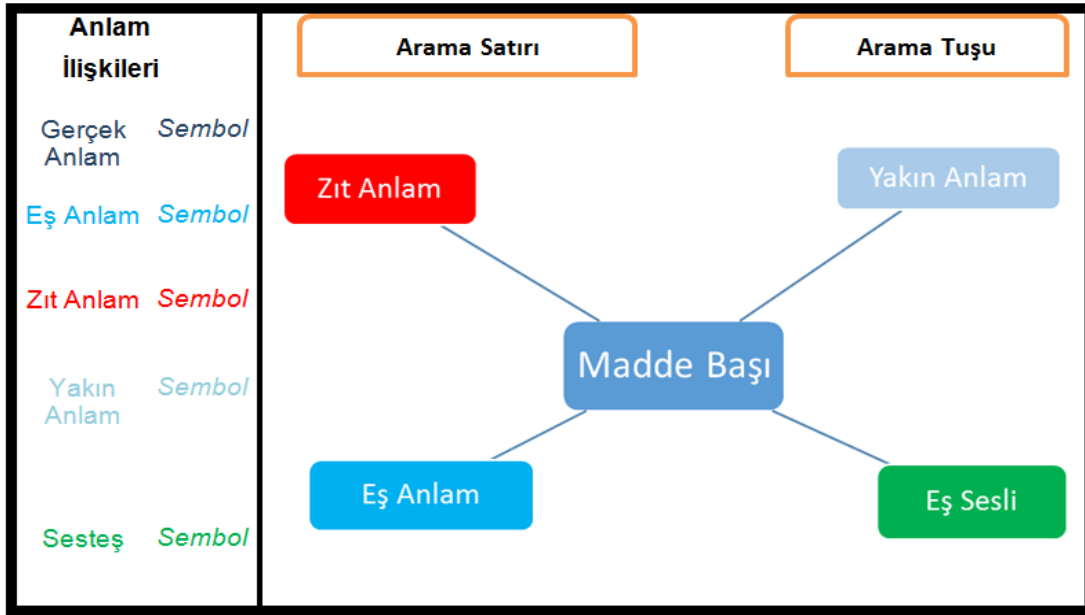 Anlam
İlişkileri
Gerçek Sembol
Anlam
Eş Anlam Sembol
Zıt Anlam Sembol
Yakın Sembol
Anlam
Sesteş Sembol
Arama Satırı
Arama Tuşu
Zıt Anlam
Yakın Anlam
Madde Başı
Eş Anlam
Eş Sesli